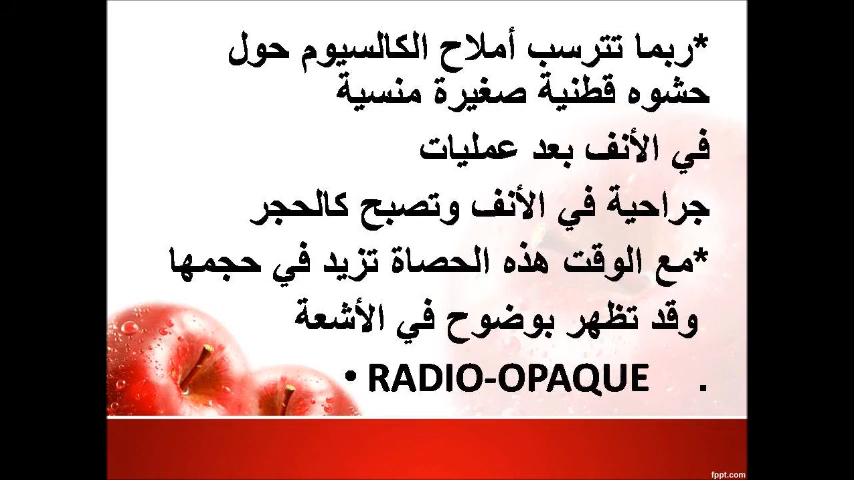 *ربما تترسب أملاح الكالسيوم حول
حشوه قطنية صغيرة منسية
في الأنف بعد عمليات
جراحية في الأنف وتصبح كالحجر
*مع الوقت هذه الحصاة تزيد في حجمها
وقد تظهر بوضوح في الأشعة
• RADIO-OPAQUE .
fppt.com